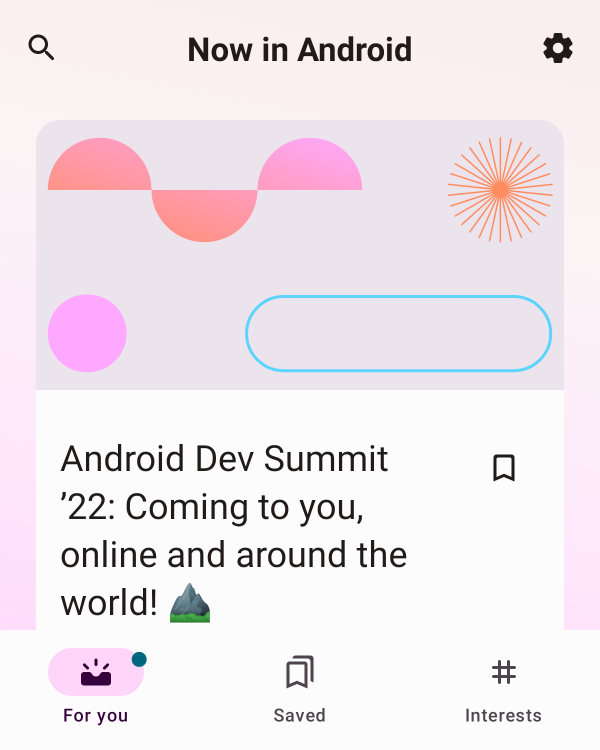 Now in Android
Android Dev Summit
’22: Coming to you,
online and around the
world! ⛰️
For you
Saved
Interests